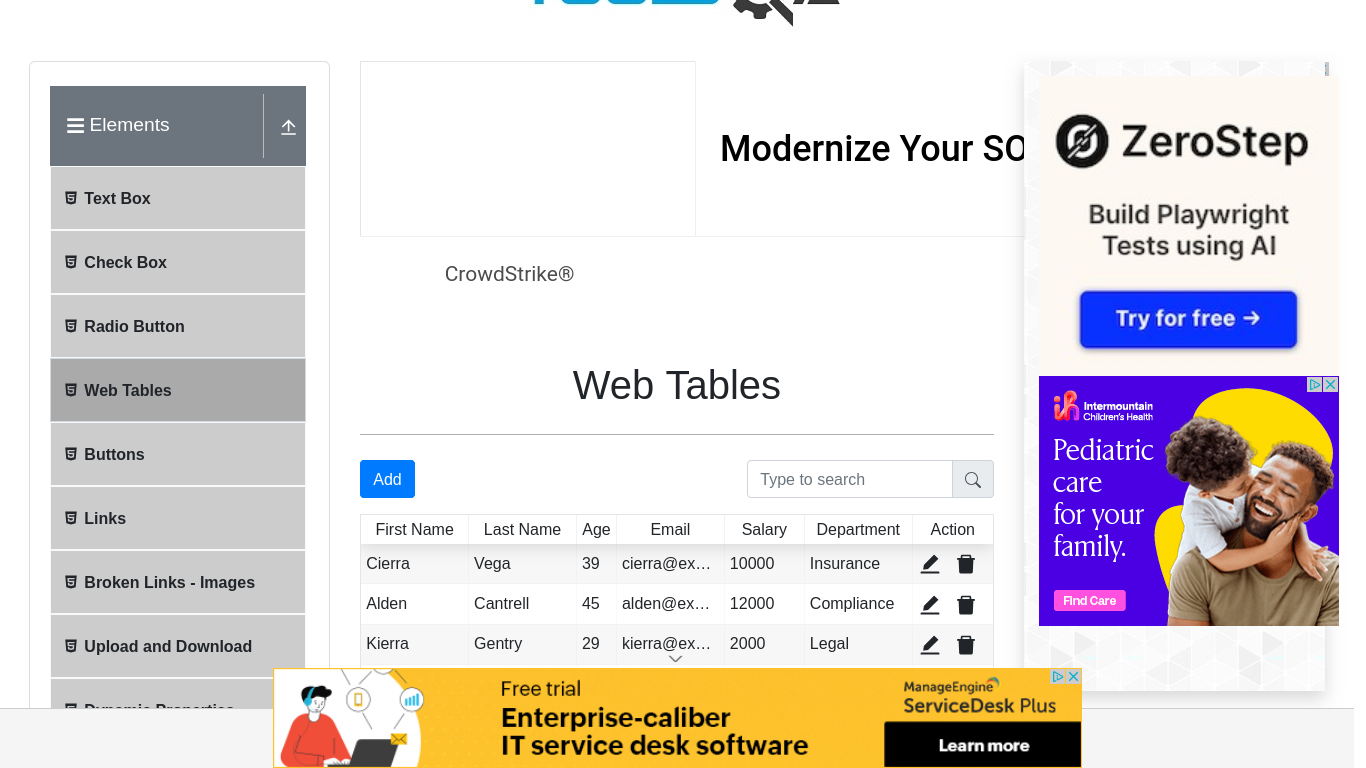 Elements
Text Box
Check Box
Radio Button
Web Tables
Buttons
Links
Broken Links - Images
Upload and Download
Modernize Your SO
CrowdStrike®
Web Tables
Add
Type to search
First Name Last Name Age Email Salary Department Action
Cierra Vega 39 cierra@ex… 10000 Insurance
Alden Cantrell 45 alden@ex… 12000 Compliance
Kierra Gentry 29 kierra@ex… 2000 Legal
ZeroStep
Build Playwright
Tests using AI
Try for free →
Intermountain
Children's Health
Pediatric
care
for your
family.
Find Care
Free trial
Enterprise-caliber
IT service desk software
ManageEngine
ServiceDesk Plus
Learn more